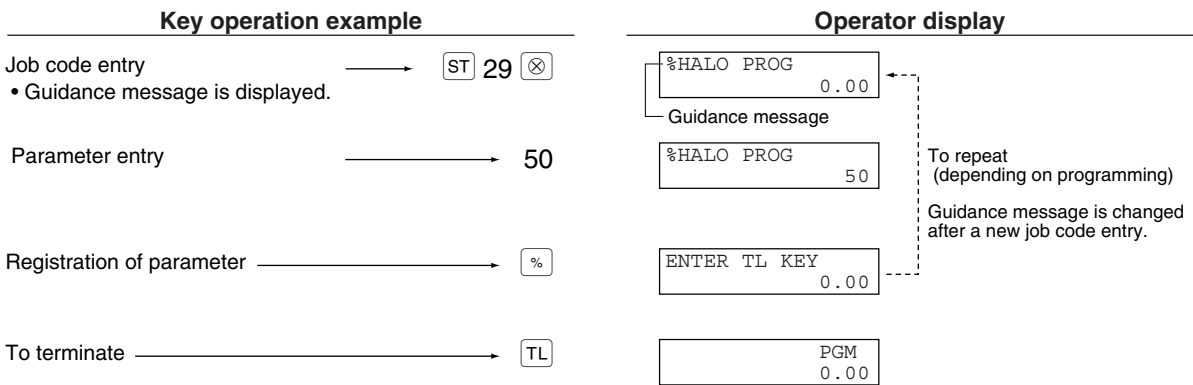 Key operation example
Operator display
Job code entry
ST 29 ⊗
• Guidance message is displayed.
%HALO PROG
0.00
Guidance message
Parameter entry
50
%HALO PROG
50
To repeat
(depending on programming)
Guidance message is changed
after a new job code entry.
Registration of parameter
%
ENTER TL KEY
0.00
To terminate
TL
PGM
0.00